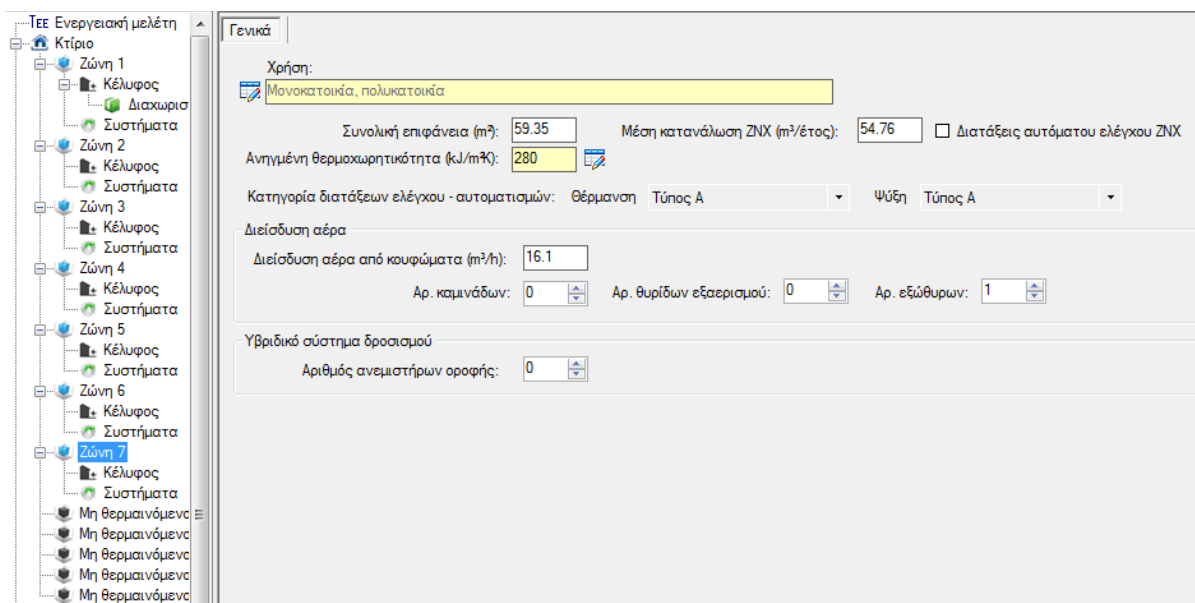 ΤΕΕ Ενεργειακή μελέτη
Κτίριο
Ζώνη 1
Κέλυφος
Διαχωρισ
Συστήματα
Ζώνη 2
Κέλυφος
Συστήματα
Ζώνη 3
Κέλυφος
Συστήματα
Ζώνη 4
Κέλυφος
Συστήματα
Ζώνη 5
Κέλυφος
Συστήματα
Ζώνη 6
Κέλυφος
Συστήματα
Ζώνη 7
Κέλυφος
Συστήματα
Μη θερμαινόμενο
Μη θερμαινόμενο
Μη θερμαινόμενο
Μη θερμαινόμενο
Μη θερμαινόμενο
Γενικά
Χρήση:
Μονοκατοικία, πολυκατοικία
Συνολική επιφάνεια (m²): 59.35 Μέση κατανάλωση ΖΝΧ (m³/έτος): 54.76 Διατάξεις αυτόματου ελέγχου ΖΝΧ
Ανηγμένη θερμοχωρητικότητα (kJ/m²K): 280
Κατηγορία διατάξεων ελέγχου - αυτοματισμών: Θέρμανση Τύπος Α Ψύξη Τύπος Α
Διείσδυση αέρα
Διείσδυση αέρα από κουφώματα (m³/h): 16.1
Αρ. καμινάδων: 0 Αρ. θυρίδων εξαερισμού: 0 Αρ. εξώθυρων: 1
Υβριδικό σύστημα δροσισμού
Αριθμός ανεμιστήρων οροφής: 0